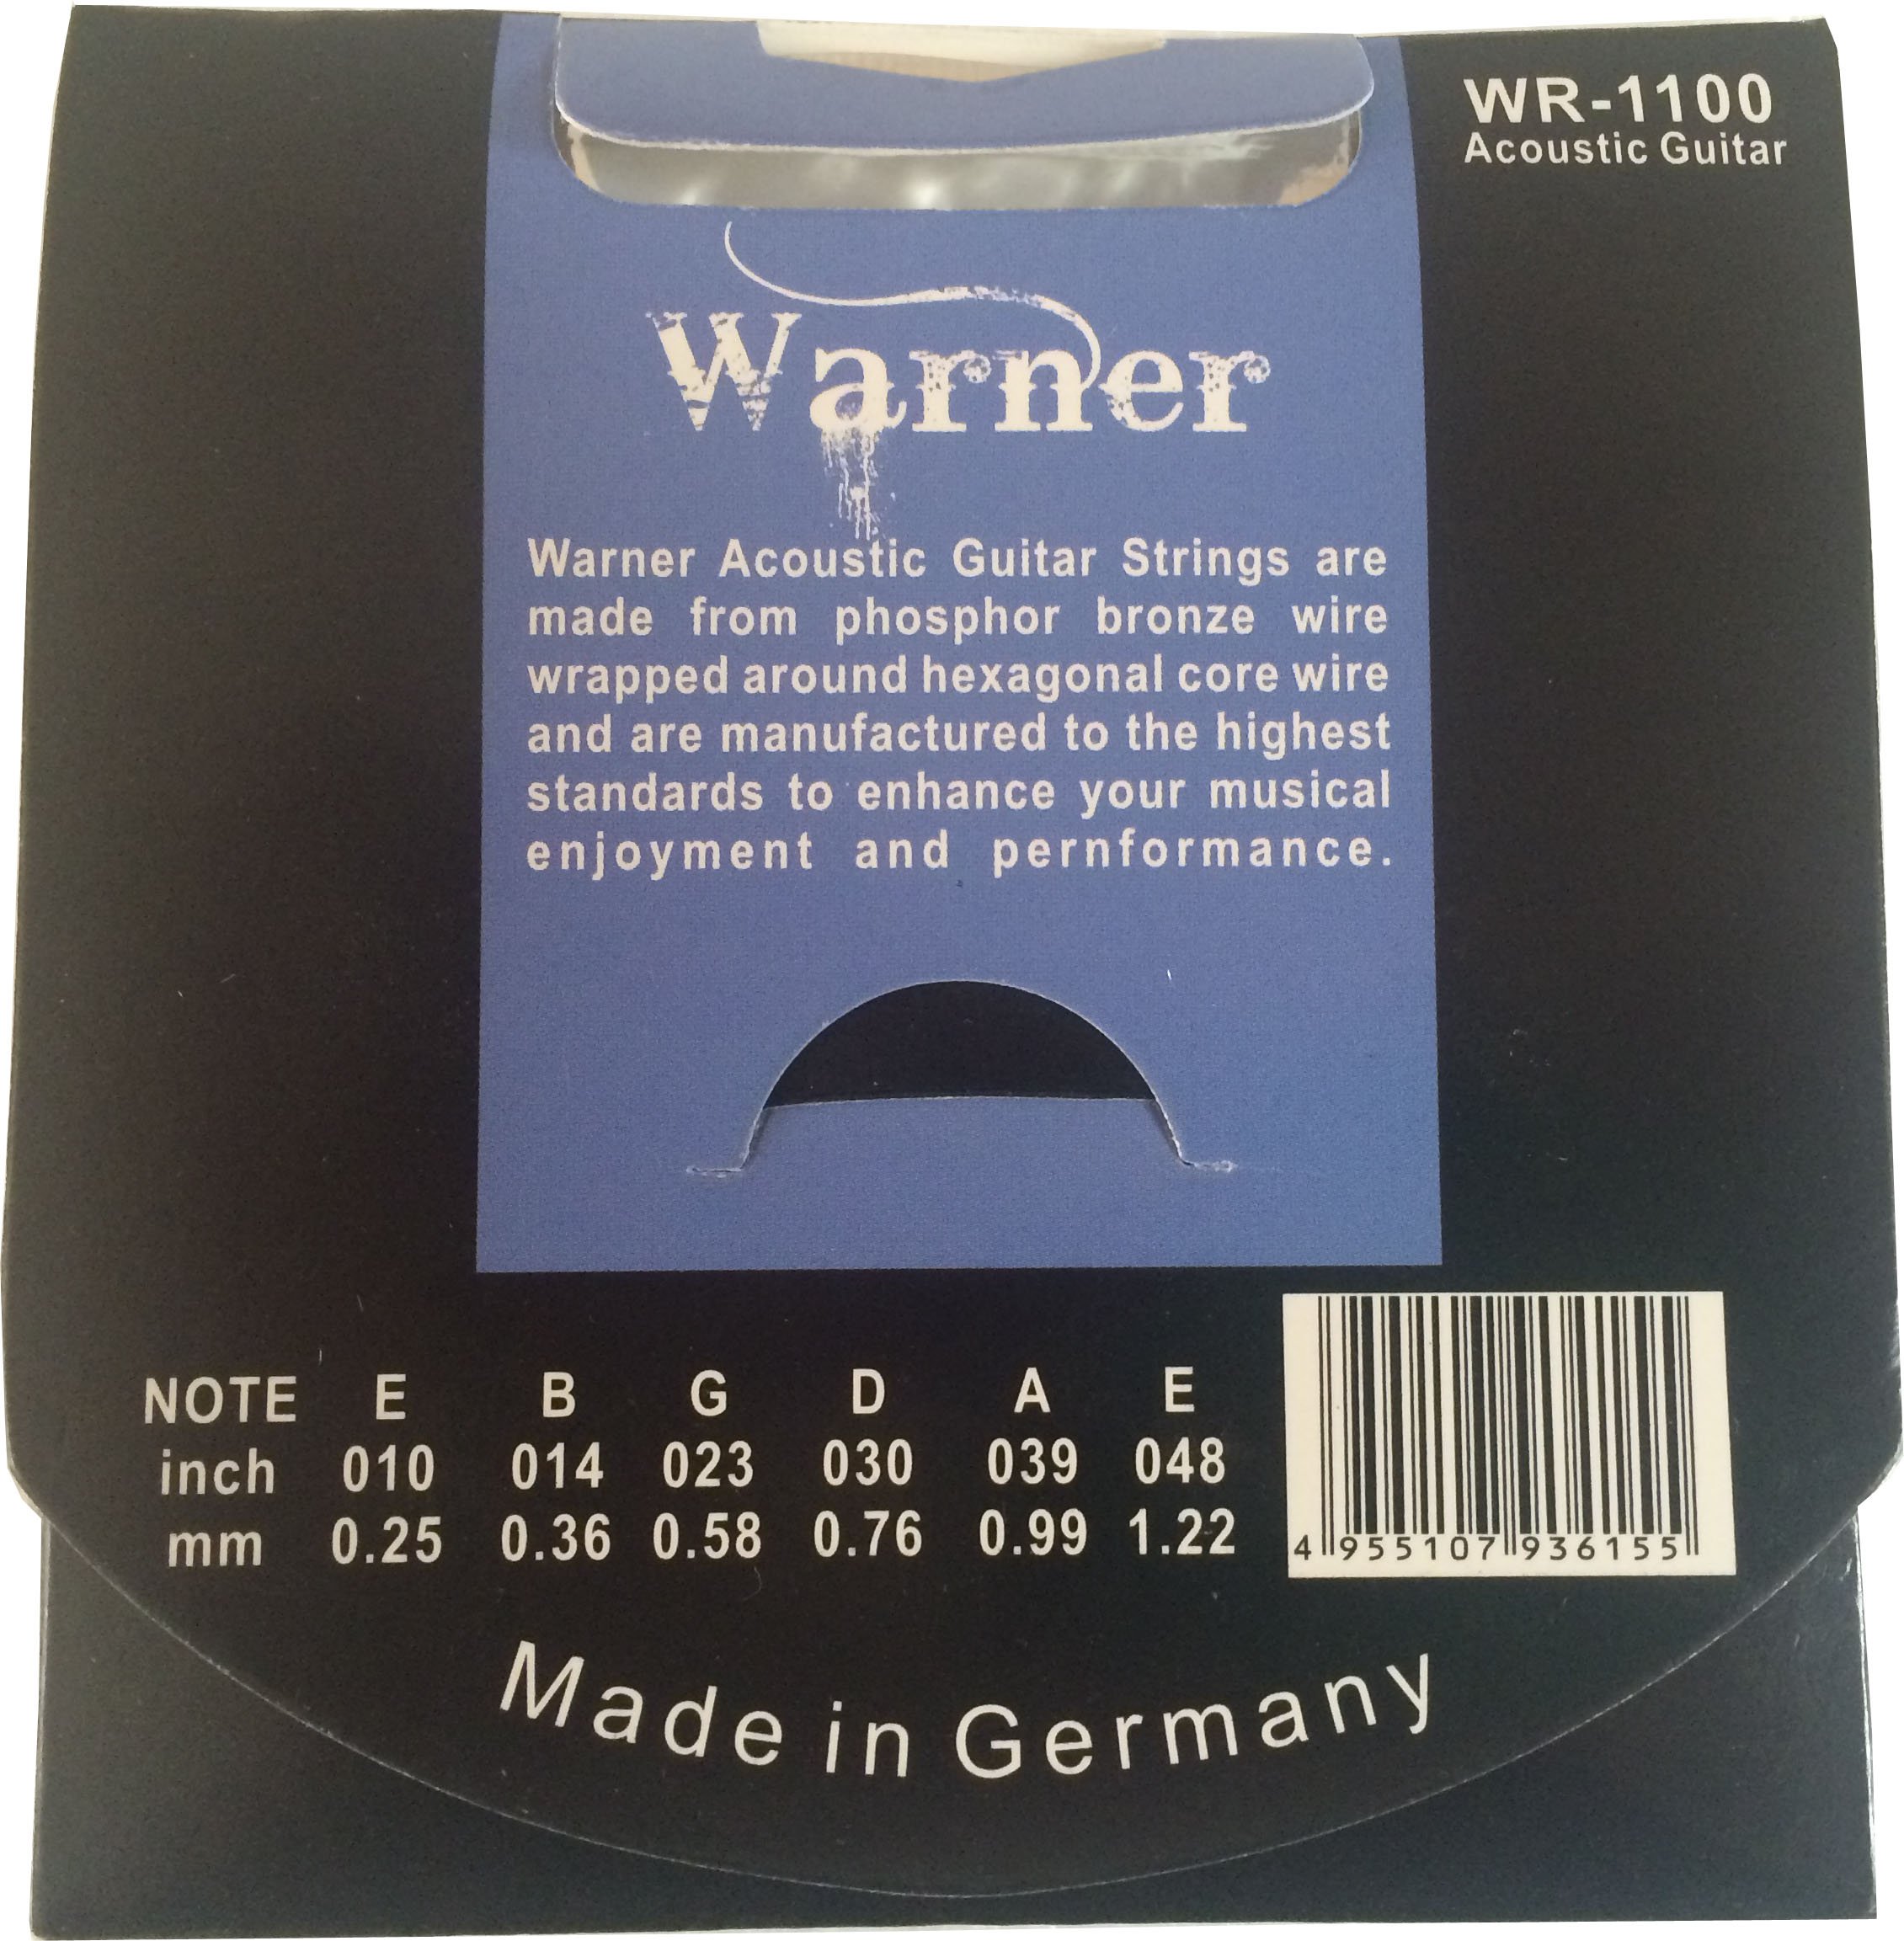 WR-1100
Acoustic Guitar
Warner
Warner Acoustic Guitar Strings are
made from phosphor bronze wire
wrapped around hexagonal core wire
and are manufactured to the highest
standards to enhance your musical
enjoyment and pernformance.
NOTE E B G D A E
inch 010 014 023 030 039 048
mm 0.25 0.36 0.58 0.76 0.99 1.22
4 955107 936155
Made in Germany